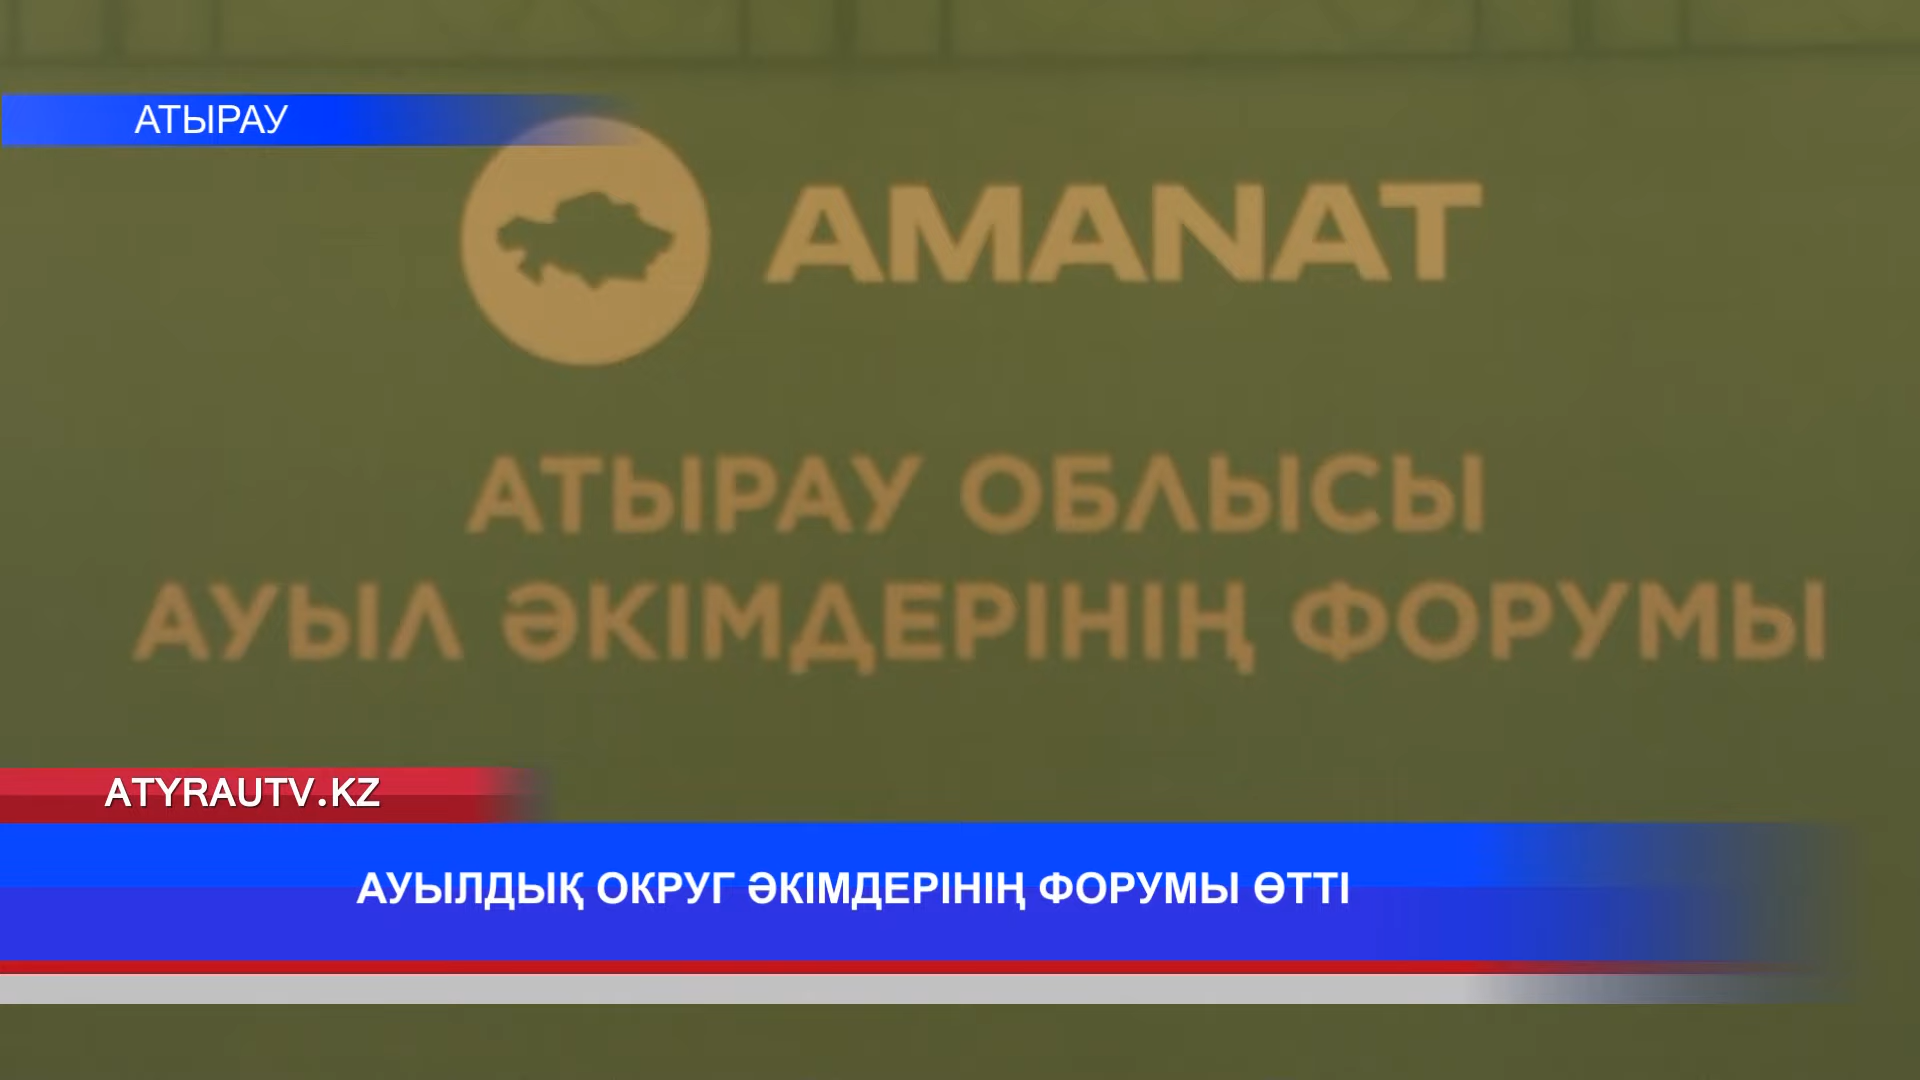 АТЫРАУ
AMANAT
АТЫРАУ ОБЛЫСЫ
АУЫЛ ӘКІМДЕРІНІҢ ФОРУМЫ
ATYRAUTV.KZ
АУЫЛДЫҚ ОКРУГ ӘКІМДЕРІНІҢ ФОРУМЫ ӨТТІ